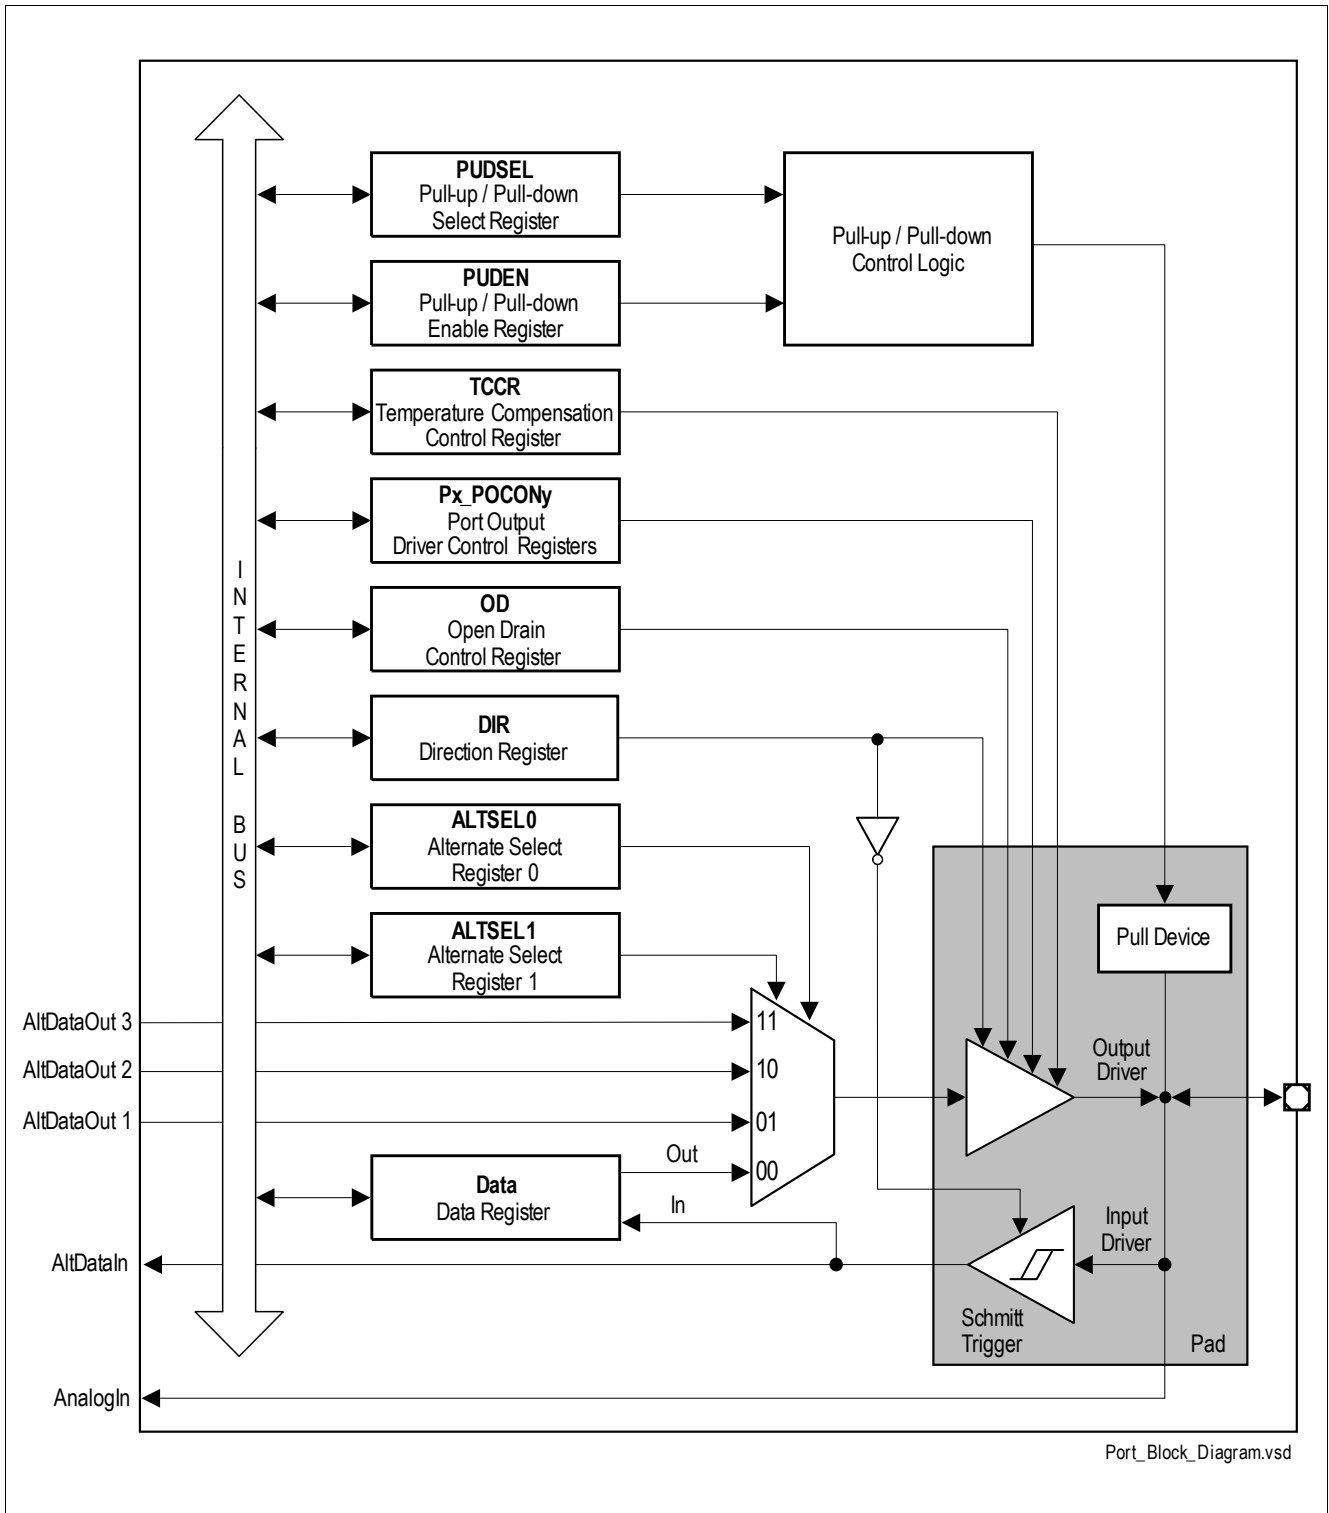 PUDSEL
Pull-up / Pull-down
Select Register
Pull-up / Pull-down
Control Logic
PUDEN
Pull-up / Pull-down
Enable Register
TCCR
Temperature Compensation
Control Register
Px_POCONy
Port Output
Driver Control Registers
INTERNAL BUS
OD
Open Drain
Control Register
DIR
Direction Register
ALTSEL0
Alternate Select
Register 0
ALTSEL1
Alternate Select
Register 1
Pull Device
AltDataOut 3
11
AltDataOut 2
10
AltDataOut 1
01
00
Output
Driver
Out
Data
Data Register
In
Input
Driver
AltDataIn
Schmitt
Trigger
Pad
AnalogIn
Port_Block_Diagram.vsd